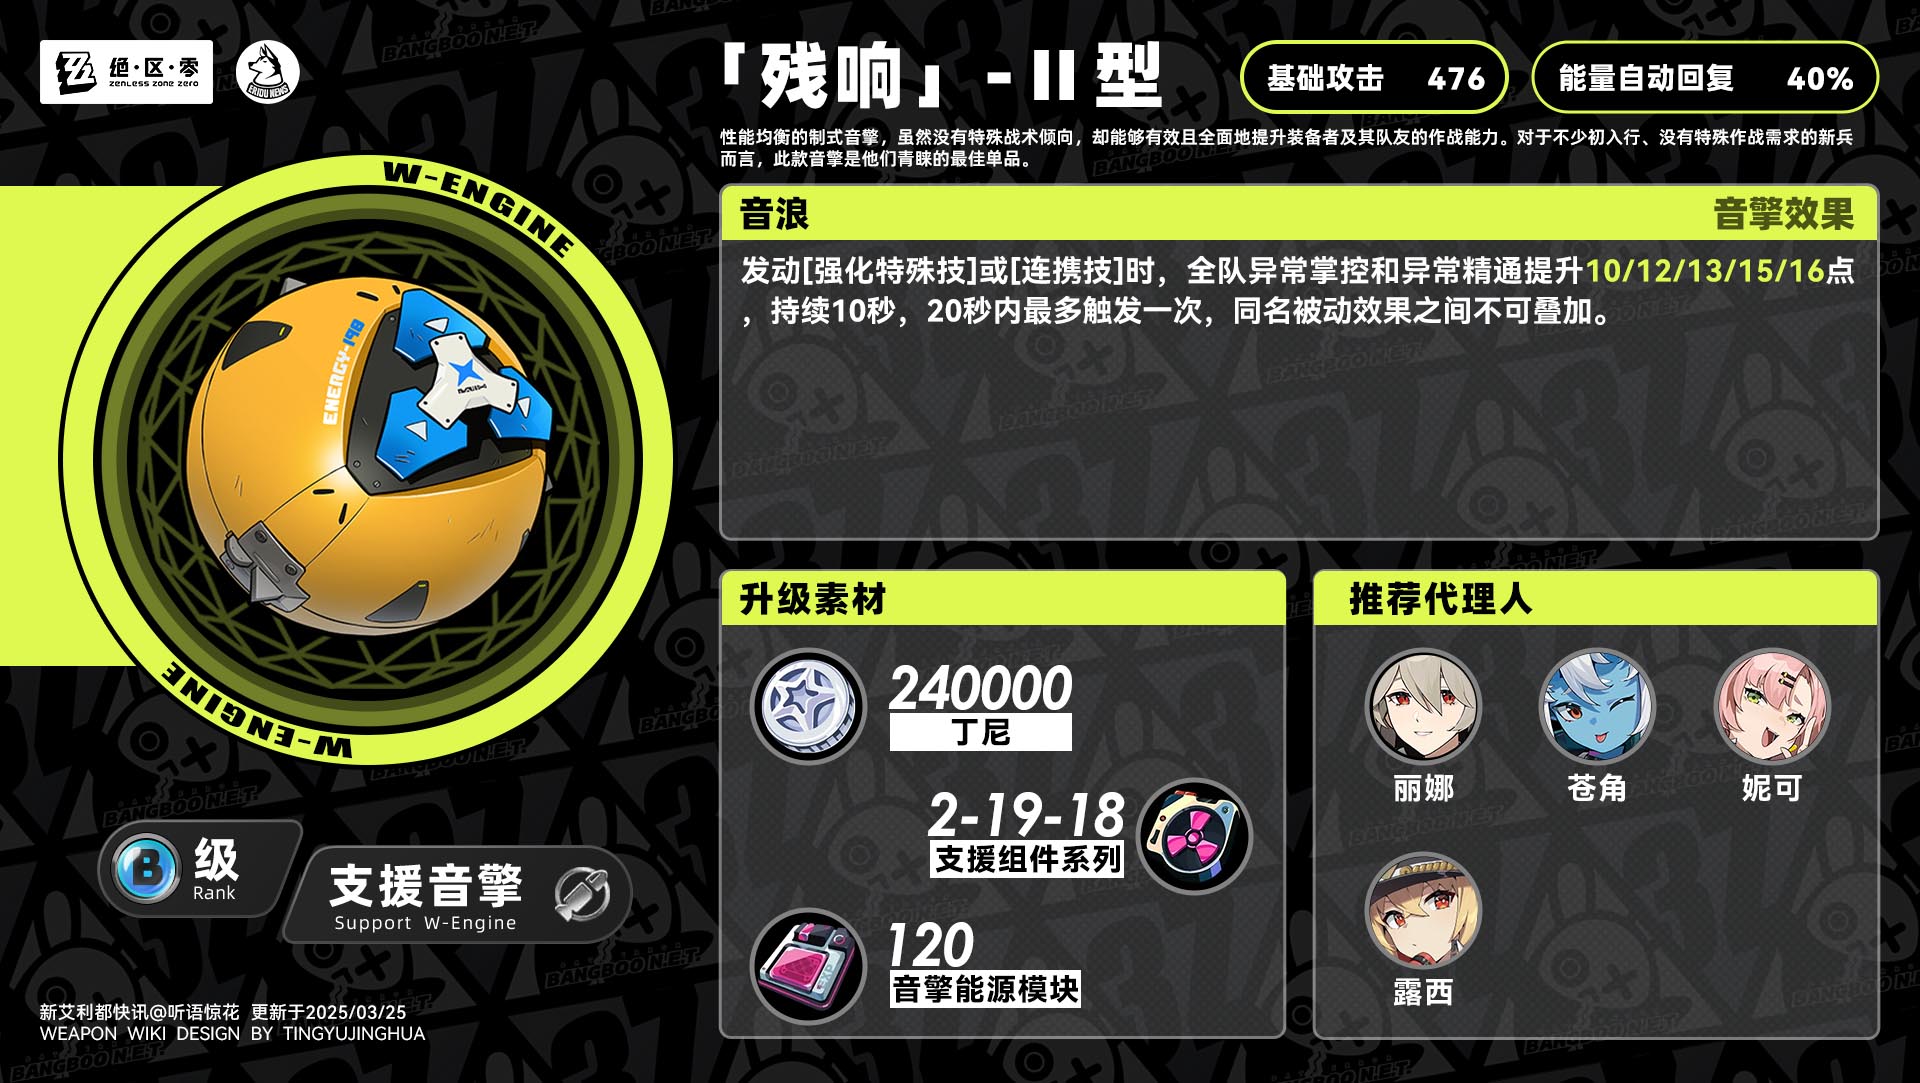 绝·区·零
ZENLESS ZONE ZERO
ERIDU NEWS
「残响」-II型
基础攻击 476
能量自动回复 40%
性能均衡的制式音擎，虽然没有特殊战术倾向，却能够有效且全面地提升装备者及其队友的作战能力。对于不少初入行、没有特殊作战需求的新兵
而言，此款音擎是他们青睐的最佳单品。
W-ENGINE
ENERGY-198
W-ENGINE
音浪
音擎效果
发动[强化特殊技]或[连携技]时，全队异常掌控和异常精通提升10/12/13/15/16点
，持续10秒，20秒内最多触发一次，同名被动效果之间不可叠加。
升级素材
240000
丁尼
2-19-18
支援组件系列
120
音擎能源模块
推荐代理人
丽娜
苍角
妮可
露西
B
级
Rank
支援音擎
Support W-Engine
新艾利都快讯@听语惊花 更新于2025/03/25
WEAPON WIKI DESIGN BY TINGYUJINGHUA
BANGBOO N.E.T.